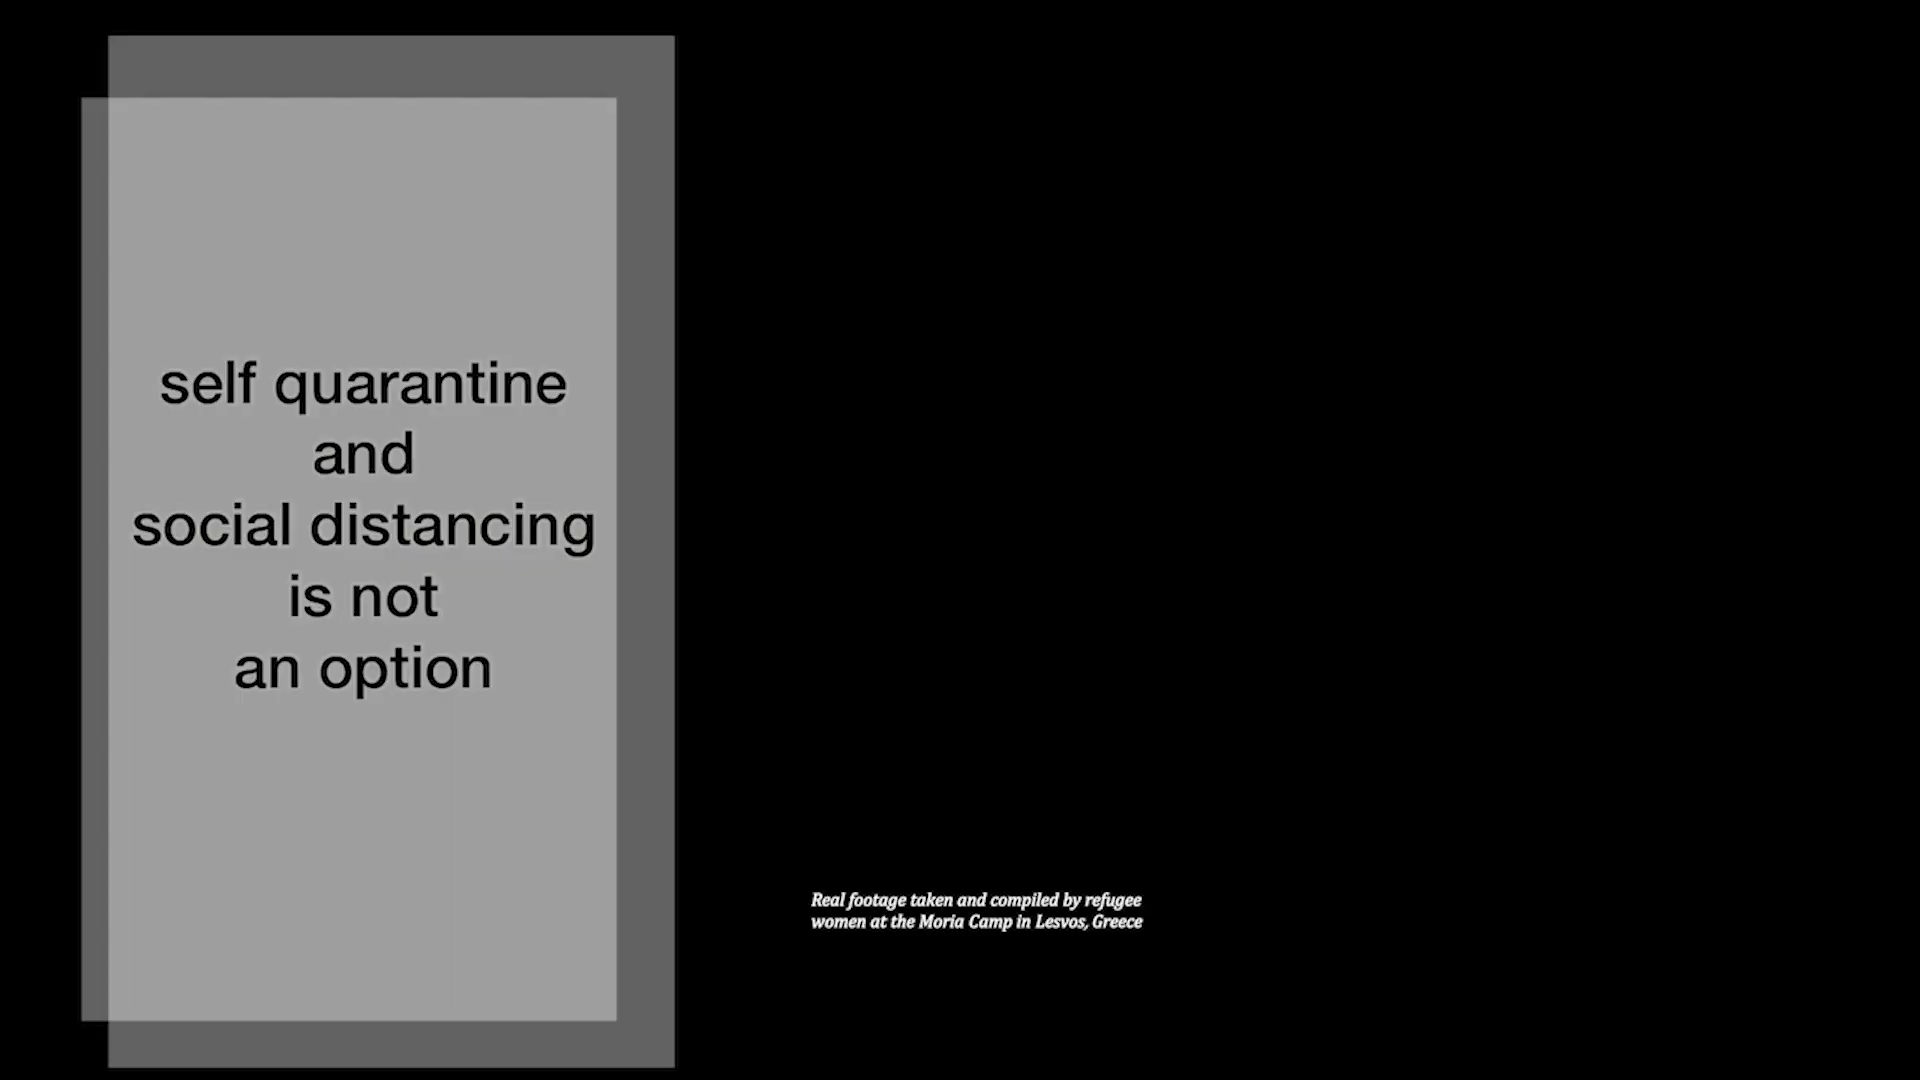 self quarantine
and
social distancing
is not
an option
Real footage taken and compiled by refugee
women at the Moria Camp in Lesvos, Greece